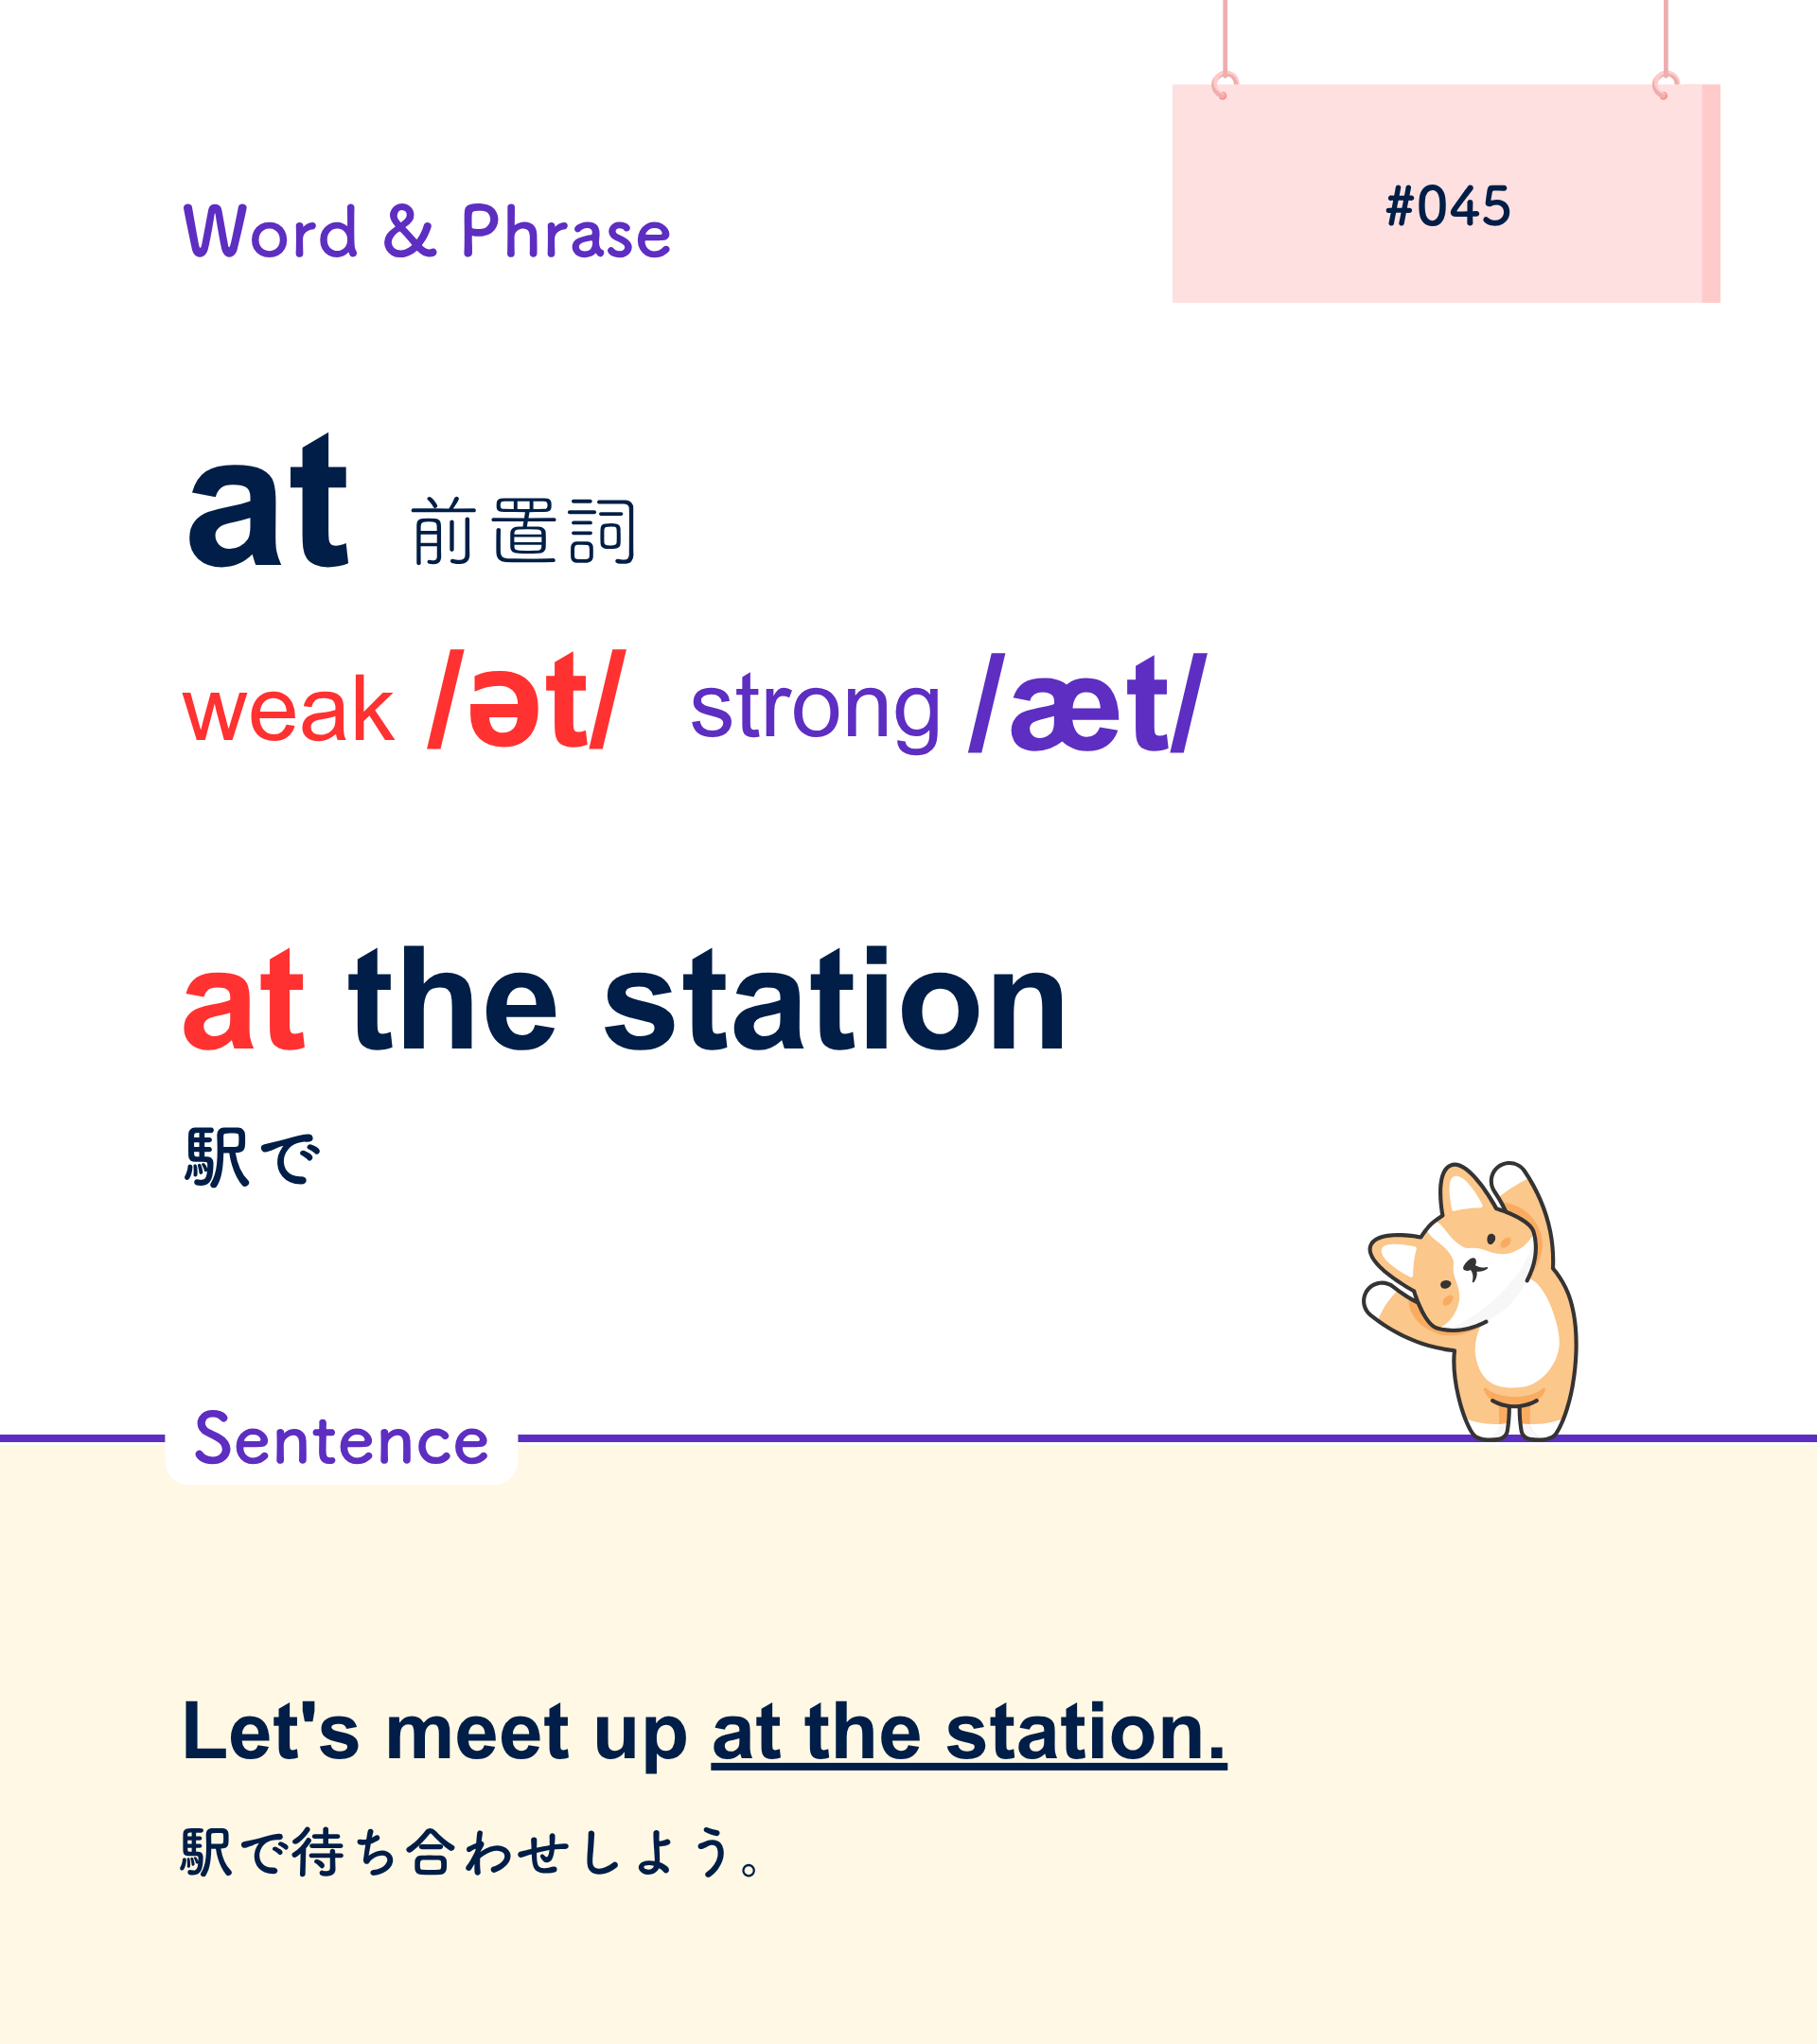 #045
Word & Phrase
at 前置詞
weak /ət/ strong /æt/
at the station
駅で
Sentence
Let's meet up at the station.
駅で待ち合わせしよう。